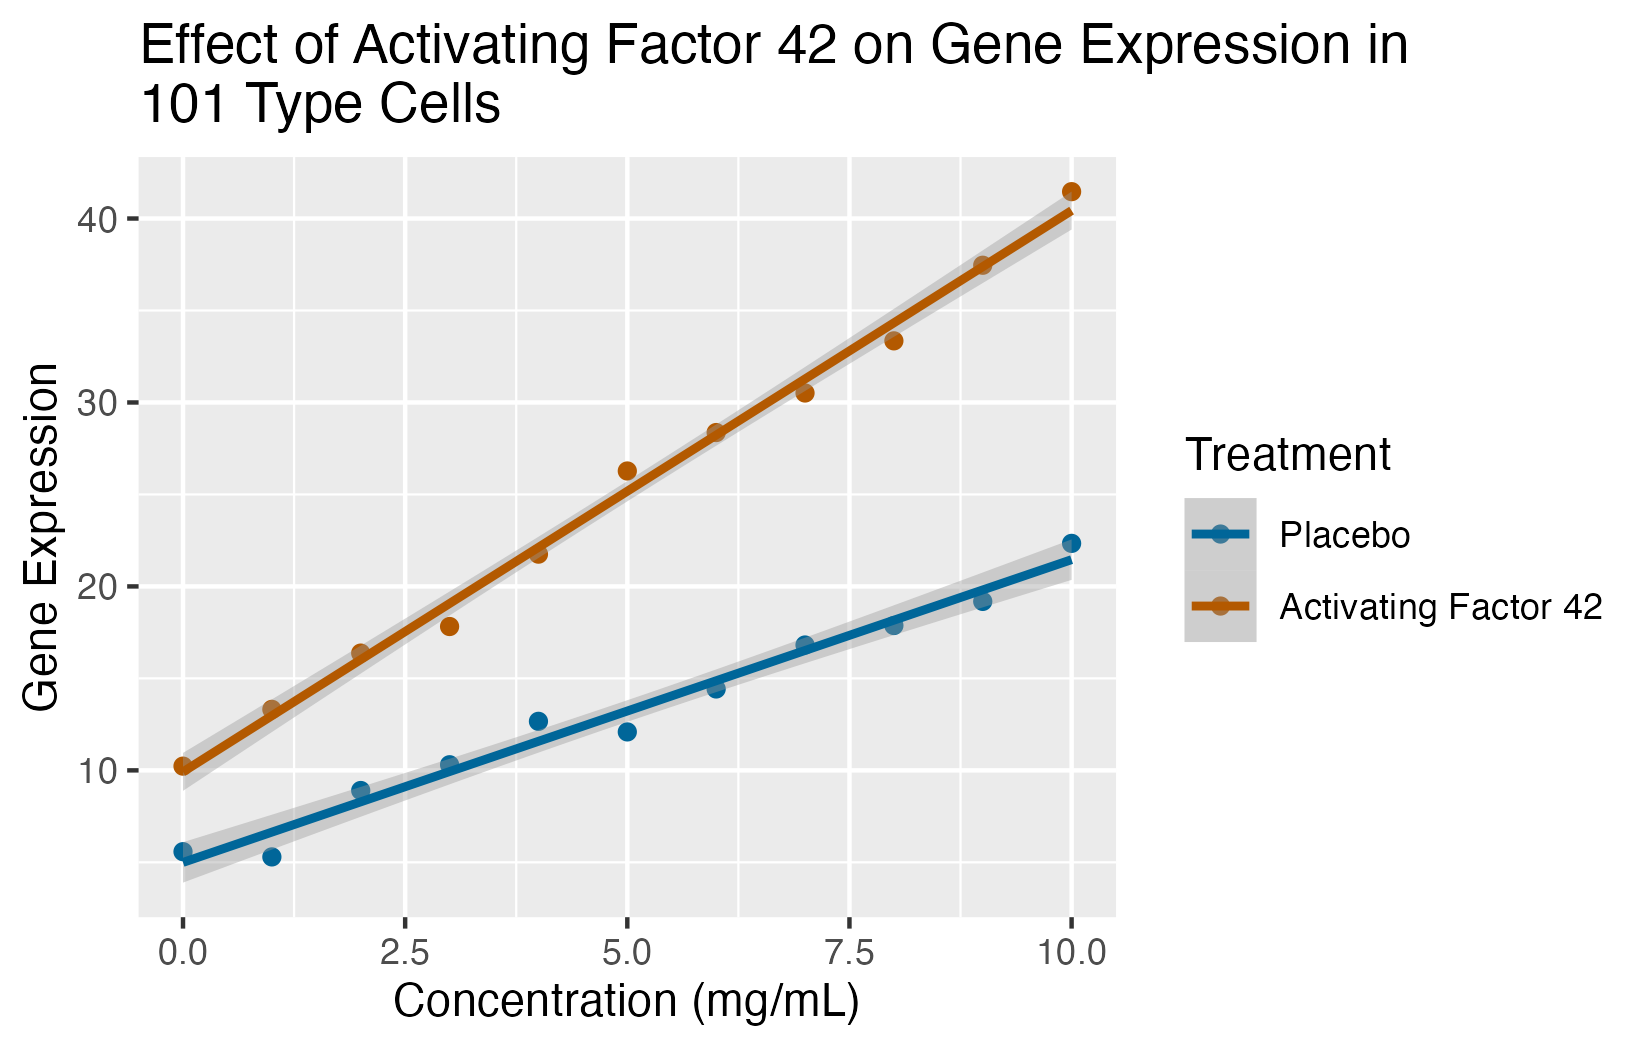 Effect of Activating Factor 42 on Gene Expression in
101 Type Cells
Gene Expression
40
30
20
10
0.0
2.5
5.0
7.5
10.0
Concentration (mg/mL)
Treatment
Placebo
Activating Factor 42